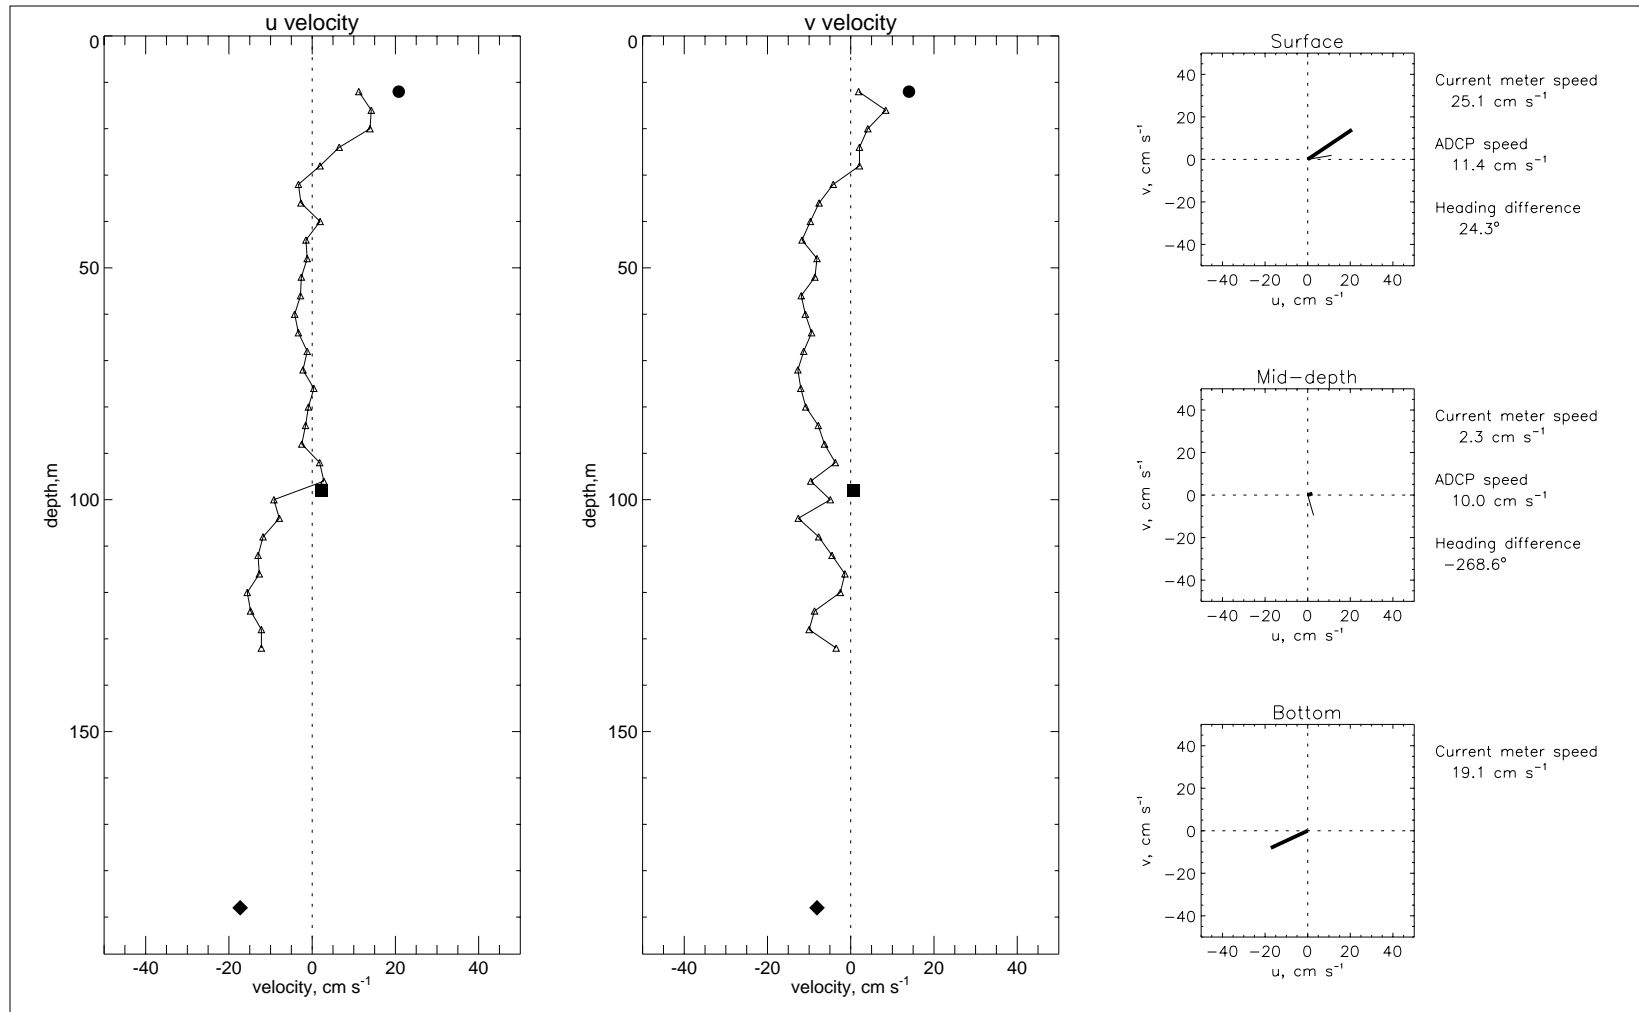 u velocity
0
50
100
150
depth,m
-40 -20 0 20 40
velocity, cm s⁻¹
v velocity
0
50
100
150
depth,m
-40 -20 0 20 40
velocity, cm s⁻¹
Surface
40
20
0
−20
−40
v, cm s⁻¹
−40 −20 0 20 40
u, cm s⁻¹
Current meter speed
25.1 cm s⁻¹
ADCP speed
11.4 cm s⁻¹
Heading difference
24.3°
Mid−depth
40
20
0
−20
−40
v, cm s⁻¹
−40 −20 0 20 40
u, cm s⁻¹
Current meter speed
2.3 cm s⁻¹
ADCP speed
10.0 cm s⁻¹
Heading difference
−268.6°
Bottom
40
20
0
−20
−40
v, cm s⁻¹
−40 −20 0 20 40
u, cm s⁻¹
Current meter speed
19.1 cm s⁻¹